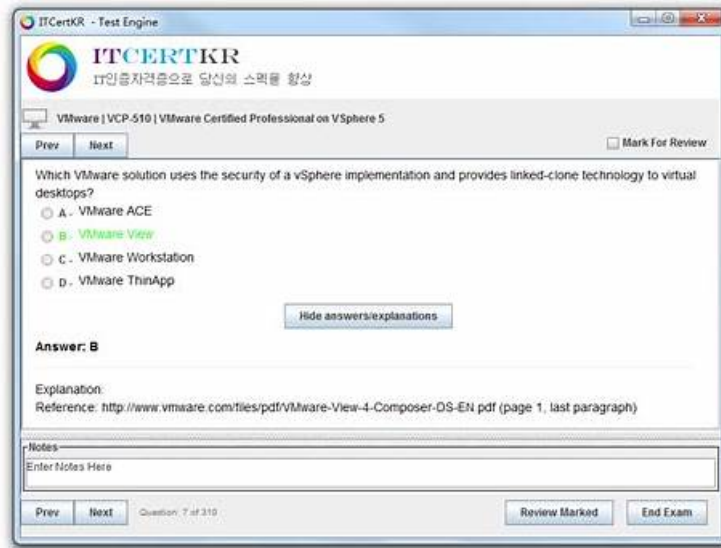 ITCertKR - Test Engine
ITCERTKR
IT인증자격증으로 당신의 스펙을 향상
VMware | VCP-510 | VMware Certified Professional on VSphere 5
Prev Next Mark For Review
Which VMware solution uses the security of a vSphere implementation and provides linked-clone technology to virtual
desktops?
A. VMware ACE
B. VMware View
C. VMware Workstation
D. VMware ThinApp
Hide answers/explanations
Answer: B
Explanation:
Reference: http://www.vmware.com/files/pdf/VMware-View-4-Composer-DS-EN.pdf (page 1, last paragraph)
Notes
Enter Notes Here
Prev Next Question: 7 of 310 Review Marked End Exam